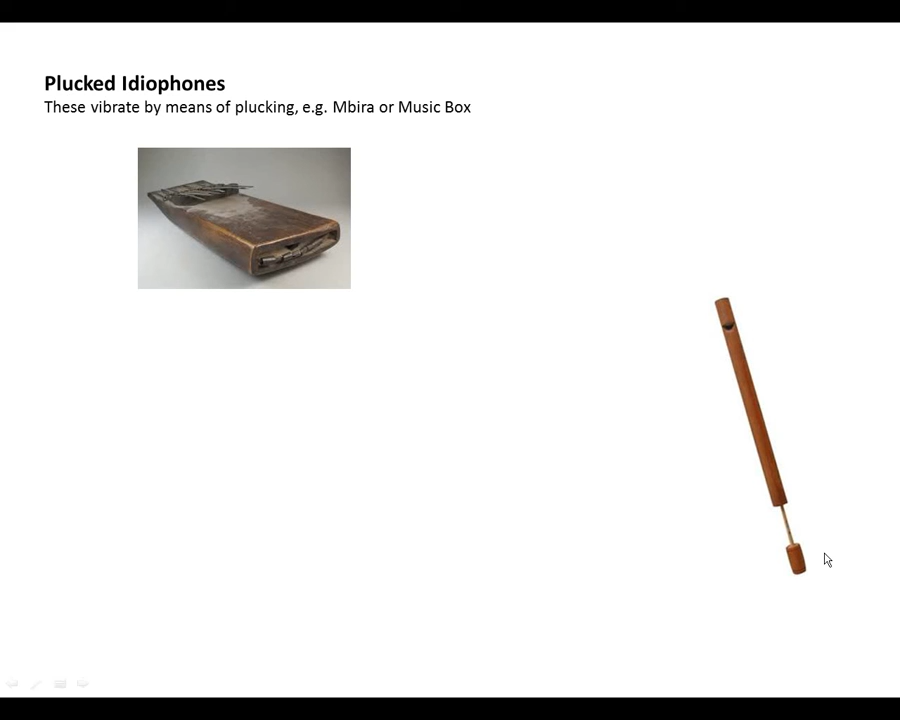 Plucked Idiophones
These vibrate by means of plucking, e.g. Mbira or Music Box